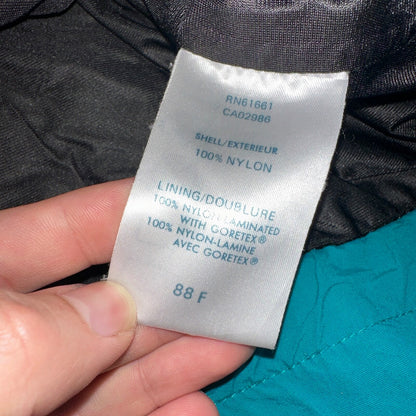 RN61661
CA02986
SHELL/EXTERIEUR
100% NYLON
LINING/DOUBLURE
100% NYLON-LAMINATED
WITH GORETEX®
100% NYLON-LAMINE
AVEC GORETEX®
88 F